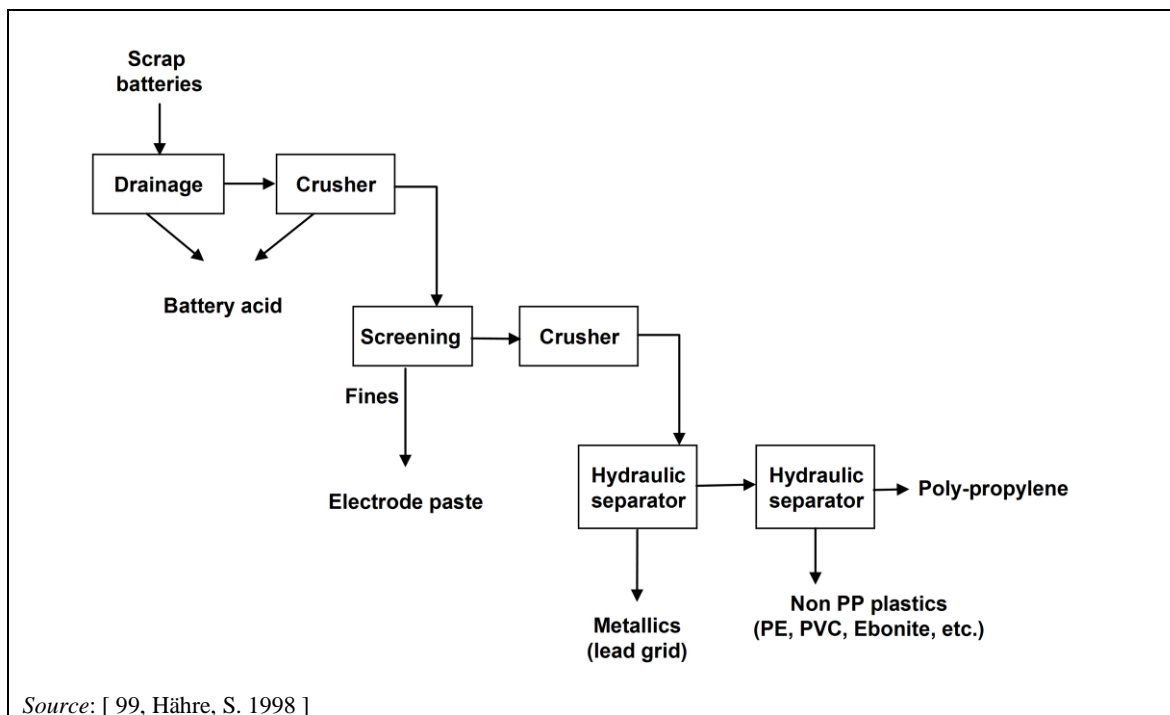 Scrap
batteries
Drainage
Crusher
Battery acid
Screening
Crusher
Fines
Electrode paste
Hydraulic
separator
Hydraulic
separator
Poly-propylene
Metallics
(lead grid)
Non PP plastics
(PE, PVC, Ebonite, etc.)
Source: [ 99, Hähre, S. 1998 ]